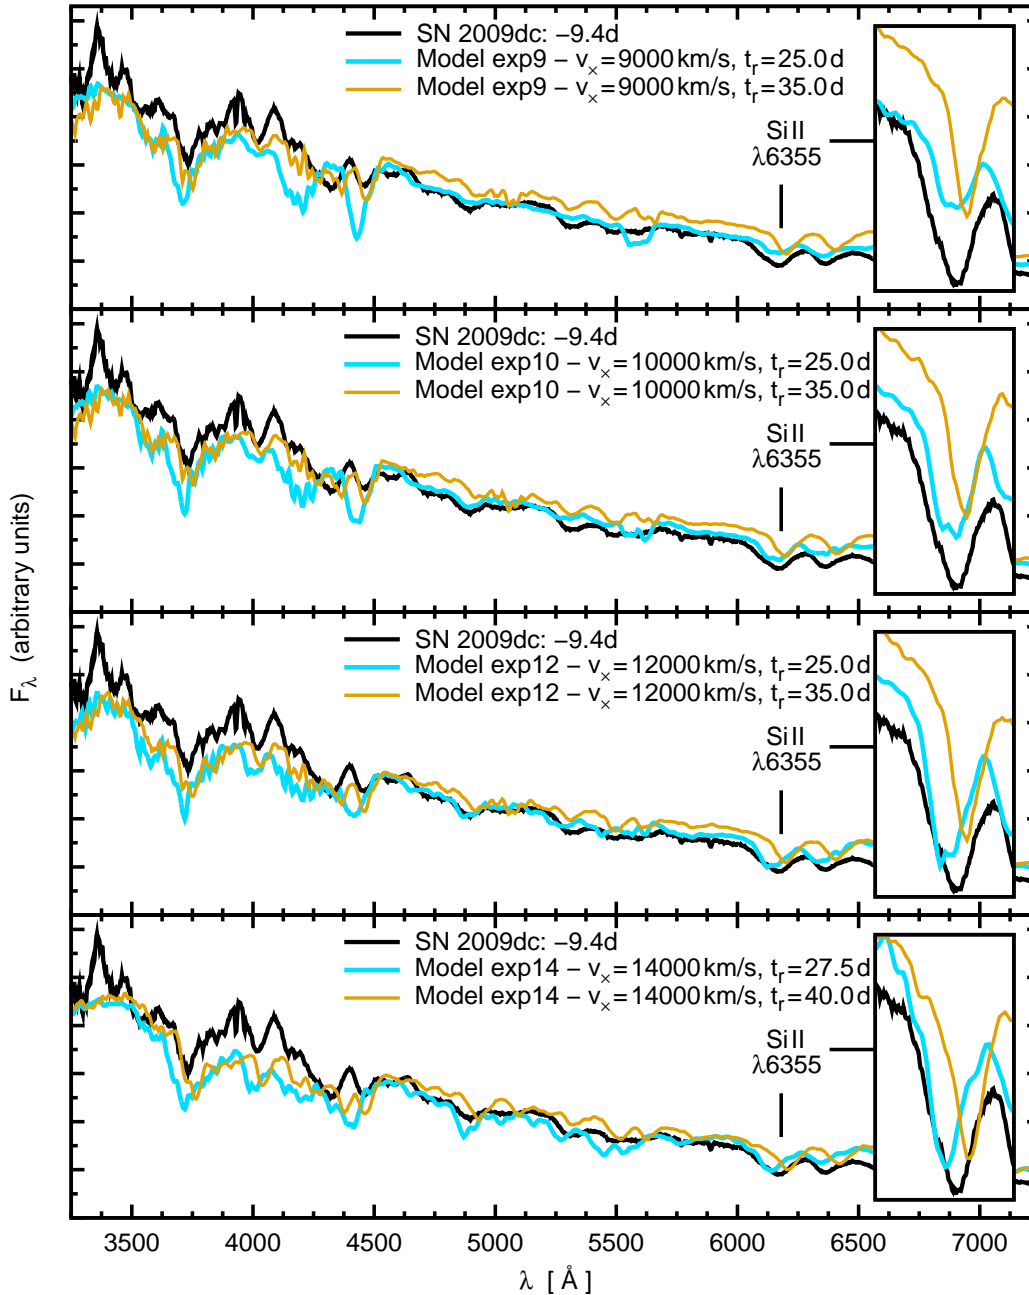 SN 2009dc: −9.4d
Model exp9 − v× = 9000 km/s, tr = 25.0 d
Model exp9 − v× = 9000 km/s, tr = 35.0 d
Si II
λ6355
SN 2009dc: −9.4d
Model exp10 − v× = 10000 km/s, tr = 25.0 d
Model exp10 − v× = 10000 km/s, tr = 35.0 d
Si II
λ6355
SN 2009dc: −9.4d
Model exp12 − v× = 12000 km/s, tr = 25.0 d
Model exp12 − v× = 12000 km/s, tr = 35.0 d
Si II
λ6355
SN 2009dc: −9.4d
Model exp14 − v× = 14000 km/s, tr = 27.5 d
Model exp14 − v× = 14000 km/s, tr = 40.0 d
Si II
λ6355
Fλ (arbitrary units)
3500 4000 4500 5000 5500 6000 6500 7000
λ [ Å ]